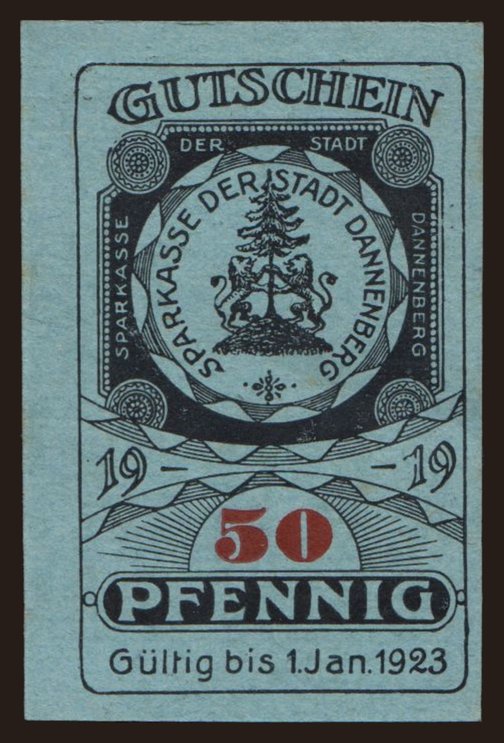 GUTSCHEIN
DER STADT
SPARKASSE
DANNENBERG
SPARKASSE DER STADT DANNENBERG
19 — — 19
50
PFENNIG
Gültig bis 1.Jan.1923